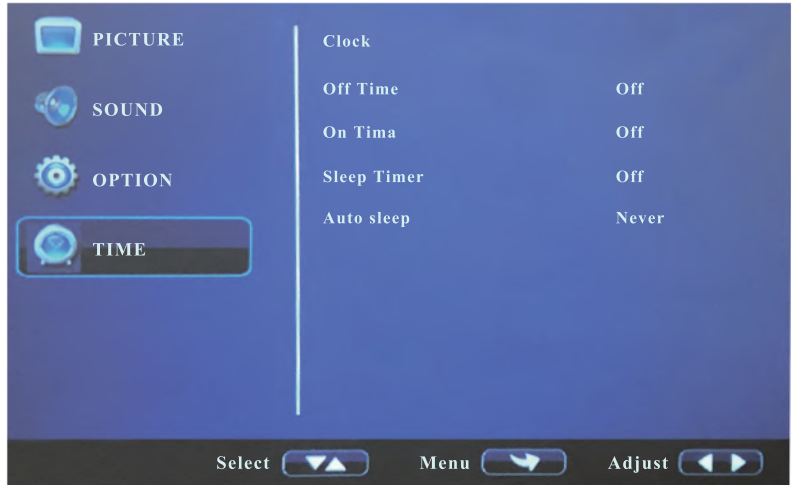 PICTURE
SOUND
OPTION
TIME
Clock
Off Time Off
On Tima Off
Sleep Timer Off
Auto sleep Never
Select Menu Adjust